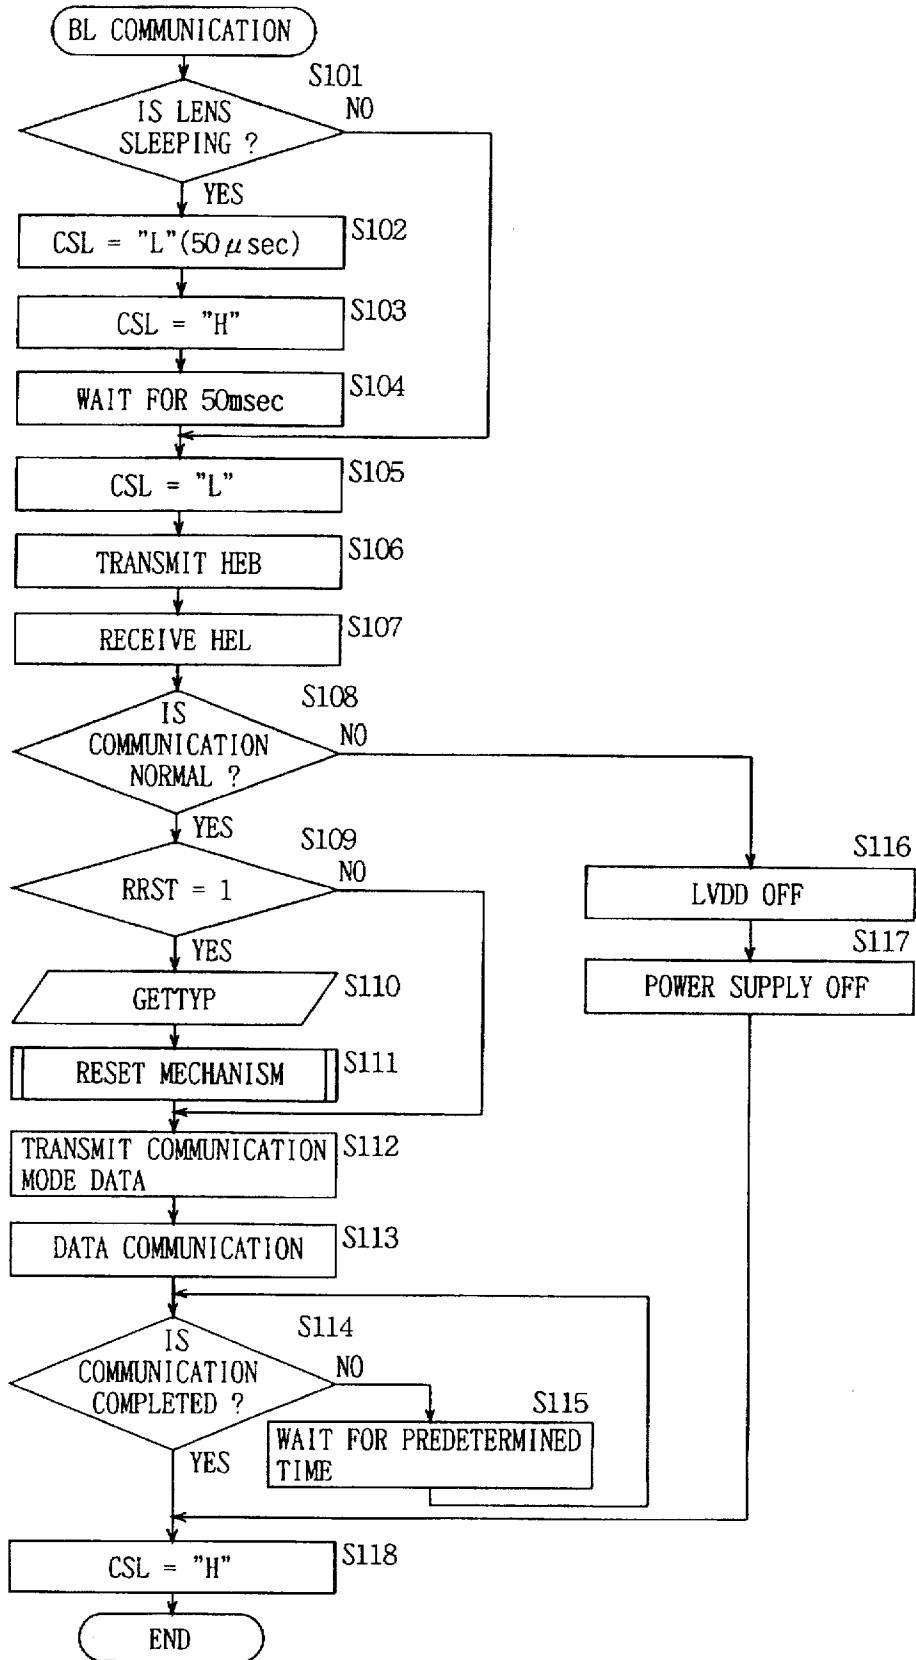 BL COMMUNICATION
S101
IS LENS
SLEEPING ?
NO
YES
CSL = "L"(50μsec)
S102
CSL = "H"
S103
WAIT FOR 50msec
S104
CSL = "L"
S105
TRANSMIT HEB
S106
RECEIVE HEL
S107
S108
IS
COMMUNICATION
NORMAL ?
NO
YES
S109
RRST = 1
NO
YES
S116
LVDD OFF
S117
POWER SUPPLY OFF
GETTYP
S110
RESET MECHANISM
S111
TRANSMIT COMMUNICATION
MODE DATA
S112
DATA COMMUNICATION
S113
S114
IS
COMMUNICATION
COMPLETED ?
NO
YES
S115
WAIT FOR PREDETERMINED
TIME
CSL = "H"
S118
END